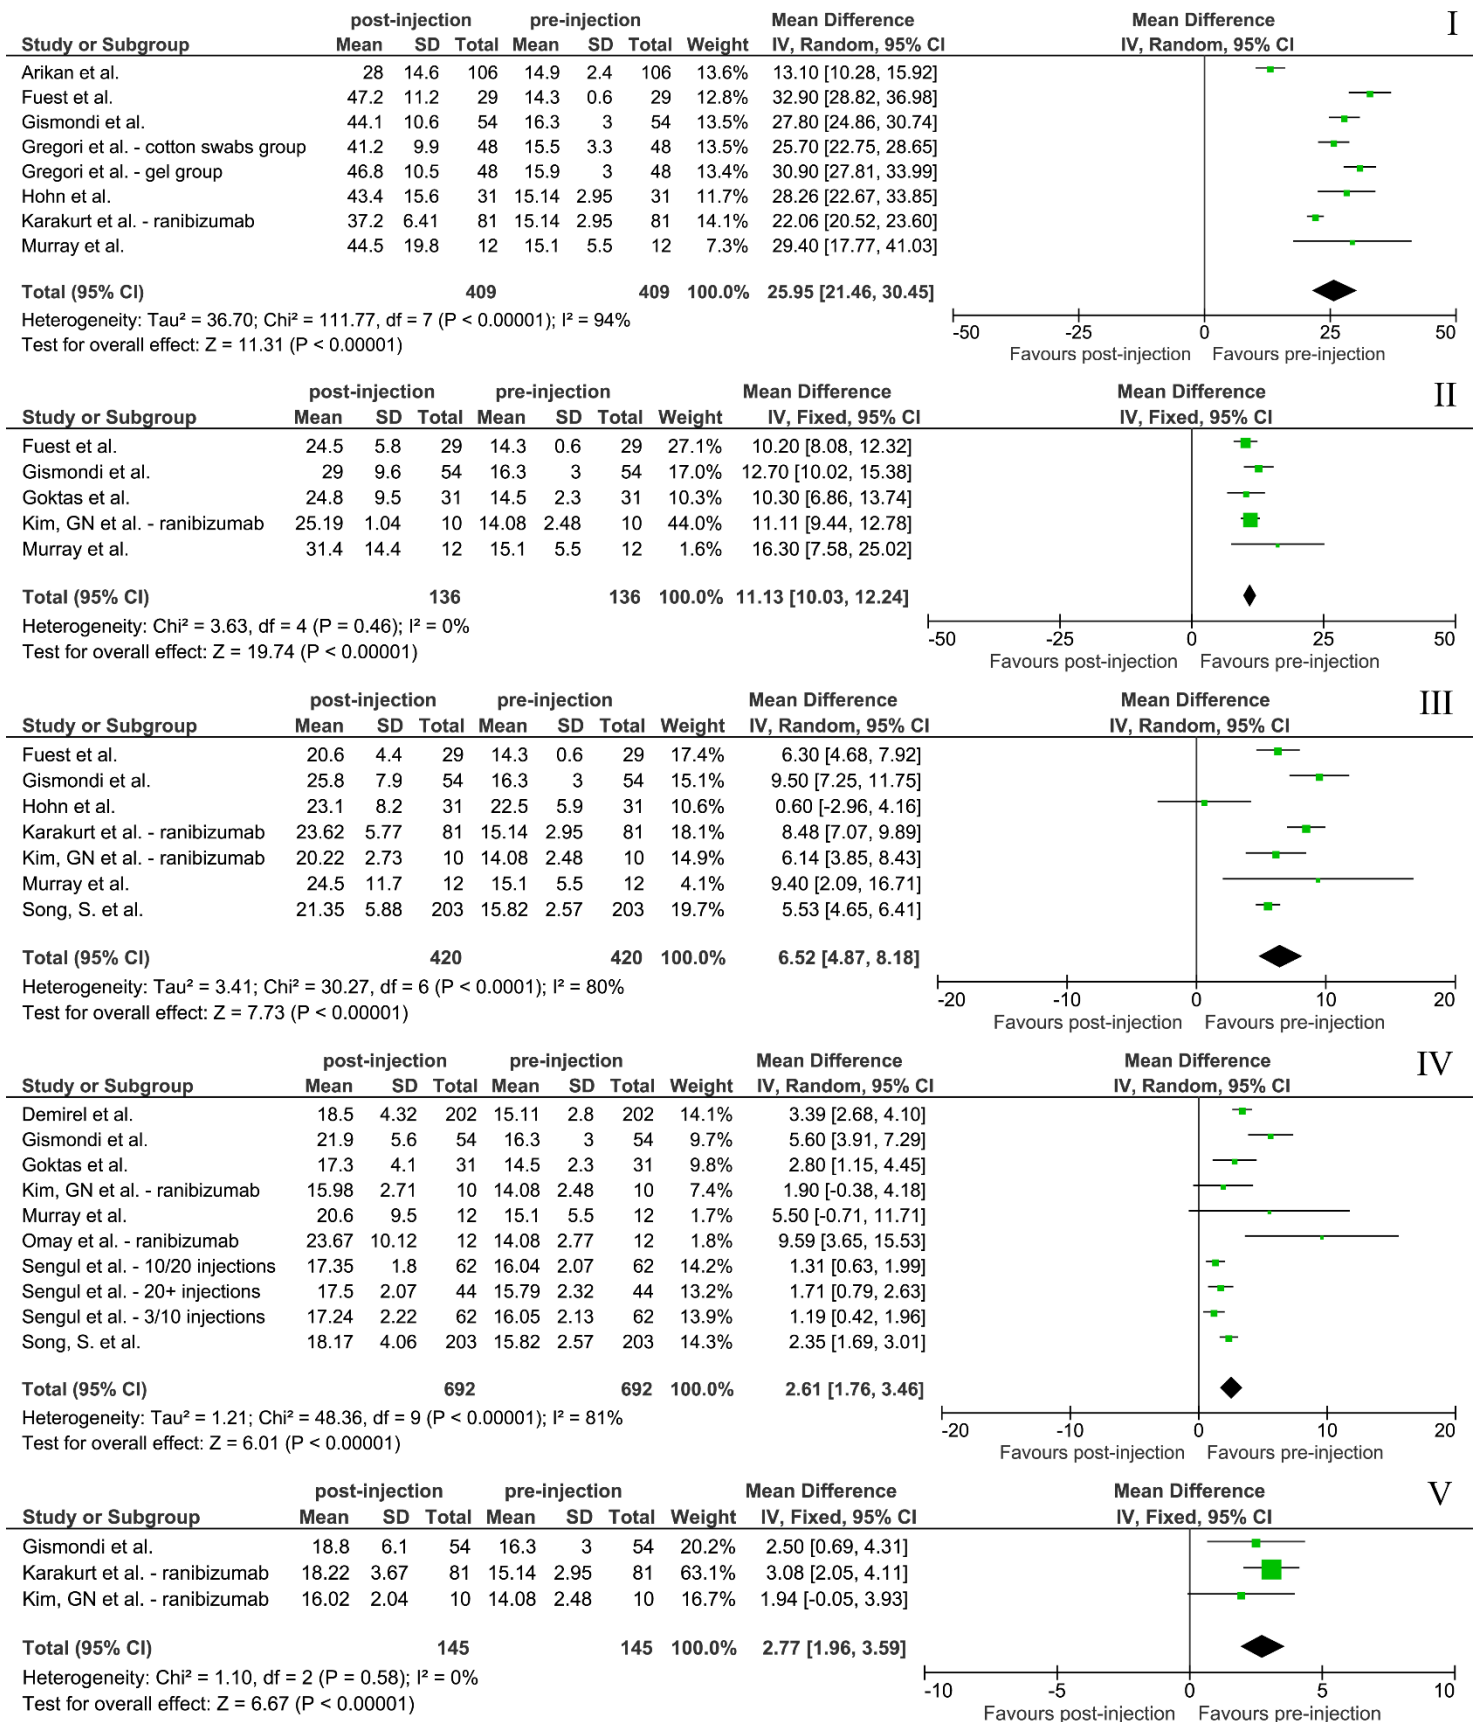 post-injection pre-injection Mean Difference Mean Difference I
Study or Subgroup Mean SD Total Mean SD Total Weight IV, Random, 95% CI IV, Random, 95% CI
Arikan et al. 28 14.6 106 14.9 2.4 106 13.6% 13.10 [10.28, 15.92]
Fuest et al. 47.2 11.2 29 14.3 0.6 29 12.8% 32.90 [28.82, 36.98]
Gismondi et al. 44.1 10.6 54 16.3 3 54 13.5% 27.80 [24.86, 30.74]
Gregori et al. - cotton swabs group 41.2 9.9 48 15.5 3.3 48 13.5% 25.70 [22.75, 28.65]
Gregori et al. - gel group 46.8 10.5 48 15.9 3 48 13.4% 30.90 [27.81, 33.99]
Hohn et al. 43.4 15.6 31 15.14 2.95 31 11.7% 28.26 [22.67, 33.85]
Karakurt et al. - ranibizumab 37.2 6.41 81 15.14 2.95 81 14.1% 22.06 [20.52, 23.60]
Murray et al. 44.5 19.8 12 15.1 5.5 12 7.3% 29.40 [17.77, 41.03]
Total (95% CI) 409 409 100.0% 25.95 [21.46, 30.45]
Heterogeneity: Tau² = 36.70; Chi² = 111.77, df = 7 (P < 0.00001); I² = 94%
Test for overall effect: Z = 11.31 (P < 0.00001)
-50 -25 0 25 50
Favours post-injection Favours pre-injection
post-injection pre-injection Mean Difference Mean Difference II
Study or Subgroup Mean SD Total Mean SD Total Weight IV, Fixed, 95% CI IV, Fixed, 95% CI
Fuest et al. 24.5 5.8 29 14.3 0.6 29 27.1% 10.20 [8.08, 12.32]
Gismondi et al. 29 9.6 54 16.3 3 54 17.0% 12.70 [10.02, 15.38]
Goktas et al. 24.8 9.5 31 14.5 2.3 31 10.3% 10.30 [6.86, 13.74]
Kim, GN et al. - ranibizumab 25.19 1.04 10 14.08 2.48 10 44.0% 11.11 [9.44, 12.78]
Murray et al. 31.4 14.4 12 15.1 5.5 12 1.6% 16.30 [7.58, 25.02]
Total (95% CI) 136 136 100.0% 11.13 [10.03, 12.24]
Heterogeneity: Chi² = 3.63, df = 4 (P = 0.46); I² = 0%
Test for overall effect: Z = 19.74 (P < 0.00001)
-50 -25 0 25 50
Favours post-injection Favours pre-injection
post-injection pre-injection Mean Difference Mean Difference III
Study or Subgroup Mean SD Total Mean SD Total Weight IV, Random, 95% CI IV, Random, 95% CI
Fuest et al. 20.6 4.4 29 14.3 0.6 29 17.4% 6.30 [4.68, 7.92]
Gismondi et al. 25.8 7.9 54 16.3 3 54 15.1% 9.50 [7.25, 11.75]
Hohn et al. 23.1 8.2 31 22.5 5.9 31 10.6% 0.60 [-2.96, 4.16]
Karakurt et al. - ranibizumab 23.62 5.77 81 15.14 2.95 81 18.1% 8.48 [7.07, 9.89]
Kim, GN et al. - ranibizumab 20.22 2.73 10 14.08 2.48 10 14.9% 6.14 [3.85, 8.43]
Murray et al. 24.5 11.7 12 15.1 5.5 12 4.1% 9.40 [2.09, 16.71]
Song, S. et al. 21.35 5.88 203 15.82 2.57 203 19.7% 5.53 [4.65, 6.41]
Total (95% CI) 420 420 100.0% 6.52 [4.87, 8.18]
Heterogeneity: Tau² = 3.41; Chi² = 30.27, df = 6 (P < 0.0001); I² = 80%
Test for overall effect: Z = 7.73 (P < 0.00001)
-20 -10 0 10 20
Favours post-injection Favours pre-injection
post-injection pre-injection Mean Difference Mean Difference IV
Study or Subgroup Mean SD Total Mean SD Total Weight IV, Random, 95% CI IV, Random, 95% CI
Demirel et al. 18.5 4.32 202 15.11 2.8 202 14.1% 3.39 [2.68, 4.10]
Gismondi et al. 21.9 5.6 54 16.3 3 54 9.7% 5.60 [3.91, 7.29]
Goktas et al. 17.3 4.1 31 14.5 2.3 31 9.8% 2.80 [1.15, 4.45]
Kim, GN et al. - ranibizumab 15.98 2.71 10 14.08 2.48 10 7.4% 1.90 [-0.38, 4.18]
Murray et al. 20.6 9.5 12 15.1 5.5 12 1.7% 5.50 [-0.71, 11.71]
Omay et al. - ranibizumab 23.67 10.12 12 14.08 2.77 12 1.8% 9.59 [3.65, 15.53]
Sengul et al. - 10/20 injections 17.35 1.8 62 16.04 2.07 62 14.2% 1.31 [0.63, 1.99]
Sengul et al. - 20+ injections 17.5 2.07 44 15.79 2.32 44 13.2% 1.71 [0.79, 2.63]
Sengul et al. - 3/10 injections 17.24 2.22 62 16.05 2.13 62 13.9% 1.19 [0.42, 1.96]
Song, S. et al. 18.17 4.06 203 15.82 2.57 203 14.3% 2.35 [1.69, 3.01]
Total (95% CI) 692 692 100.0% 2.61 [1.76, 3.46]
Heterogeneity: Tau² = 1.21; Chi² = 48.36, df = 9 (P < 0.00001); I² = 81%
Test for overall effect: Z = 6.01 (P < 0.00001)
-20 -10 0 10 20
Favours post-injection Favours pre-injection
post-injection pre-injection Mean Difference Mean Difference V
Study or Subgroup Mean SD Total Mean SD Total Weight IV, Fixed, 95% CI IV, Fixed, 95% CI
Gismondi et al. 18.8 6.1 54 16.3 3 54 20.2% 2.50 [0.69, 4.31]
Karakurt et al. - ranibizumab 18.22 3.67 81 15.14 2.95 81 63.1% 3.08 [2.05, 4.11]
Kim, GN et al. - ranibizumab 16.02 2.04 10 14.08 2.48 10 16.7% 1.94 [-0.05, 3.93]
Total (95% CI) 145 145 100.0% 2.77 [1.96, 3.59]
Heterogeneity: Chi² = 1.10, df = 2 (P = 0.58); I² = 0%
Test for overall effect: Z = 6.67 (P < 0.00001)
-10 -5 0 5 10
Favours post-injection Favours pre-injection